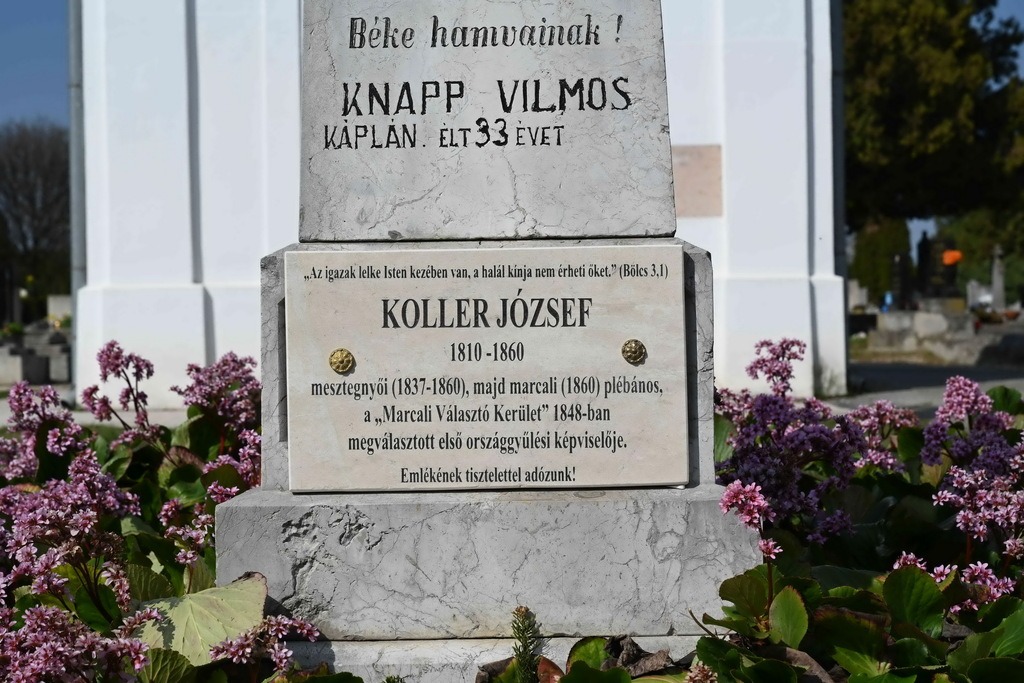 Béke hamvainak !
KNAPP VILMOS
KÁPLÁN. ÉLT 33 ÉVET
„Az igazak lelke Isten kezében van, a halál kínja nem érheti őket.” (Bölcs 3,1)
KOLLER JÓZSEF
1810 -1860
mesztegnyői (1837-1860), majd marcali (1860) plébános,
a „Marcali Választó Kerület” 1848-ban
megválasztott első országgyűlési képviselője.
Emlékének tisztelettel adózunk!